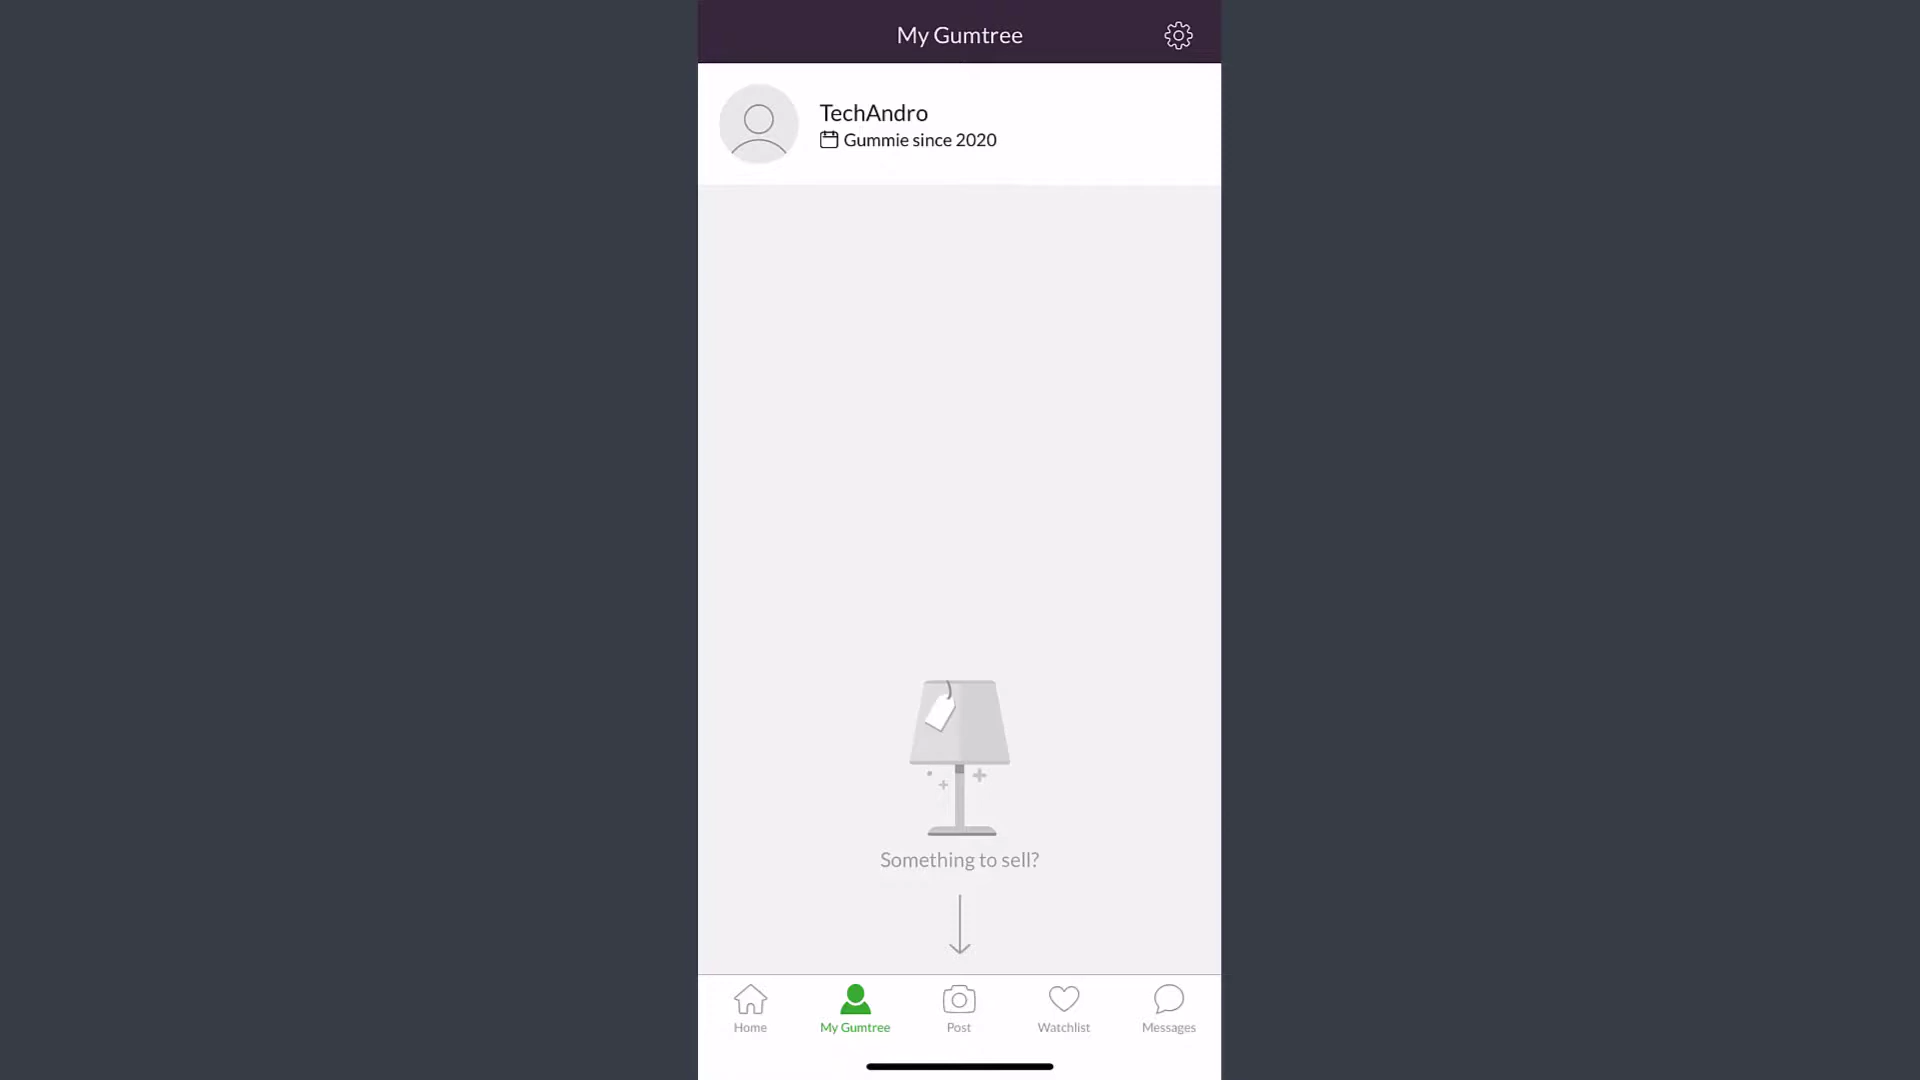 My Gumtree
TechAndro
Gummie since 2020
Something to sell?
Home
My Gumtree
Post
Watchlist
Messages